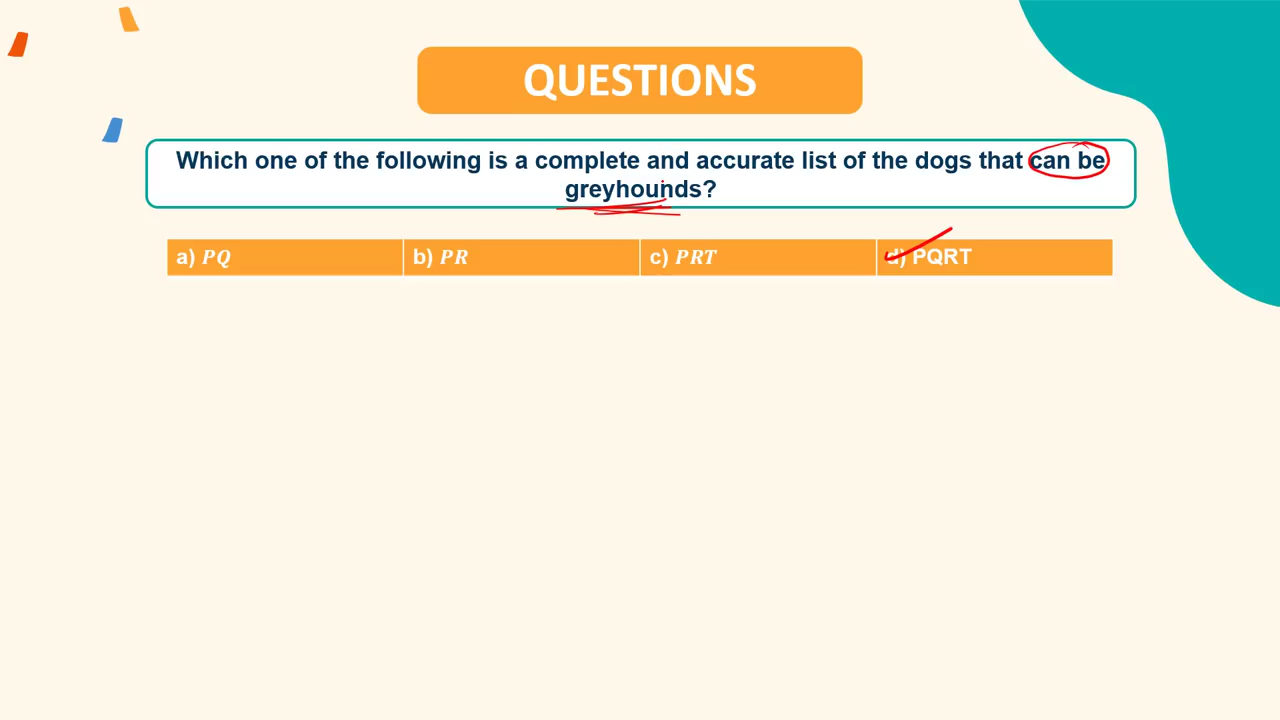 QUESTIONS
Which one of the following is a complete and accurate list of the dogs that can be
greyhounds?
a) PQ b) PR c) PRT d) PQRT